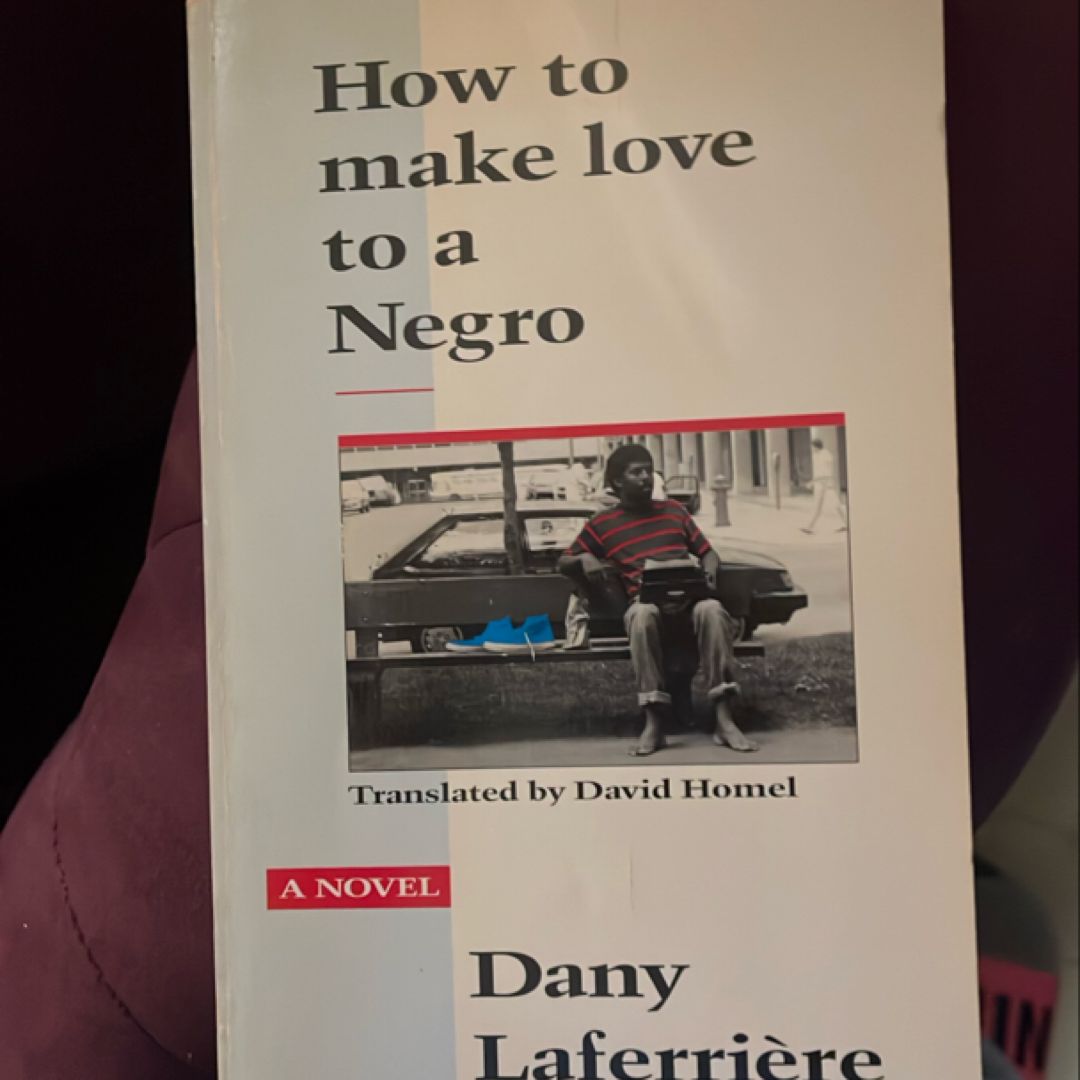 How to
make love
to a
Negro
Translated by David Homel
A NOVEL
Dany
Laferrière